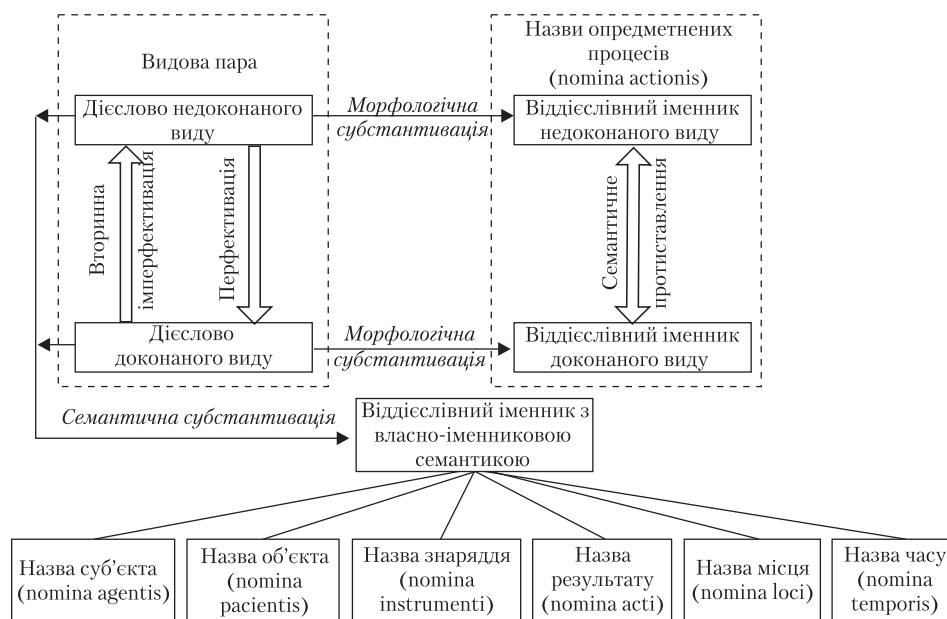 Видова пара
Назви опредметнених
процесів
(nomina actionis)
Дієслово недоконаного
виду
Морфологічна
субстантивація
Віддієслівний іменник
недоконаного виду
Вторинна
імперфективація
Перфективація
Семантичне
протиставлення
Дієслово
доконаного виду
Морфологічна
субстантивація
Віддієслівний іменник
доконаного виду
Семантична субстантивація
Віддієслівний іменник з
власно-іменниковою
семантикою
Назва суб’єкта
(nomina agentis)
Назва об’єкта
(nomina
pacientis)
Назва знаряддя
(nomina
instrumenti)
Назва
результату
(nomina acti)
Назва місця
(nomina loci)
Назва часу
(nomina
temporis)